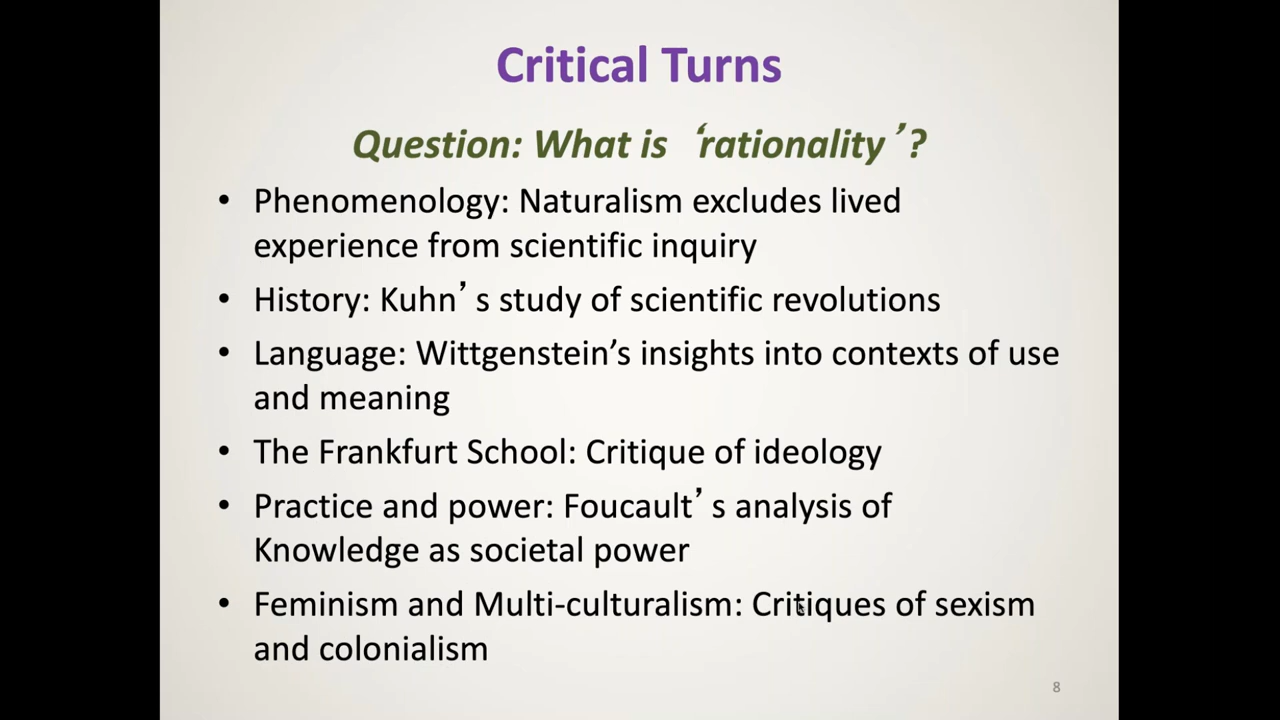 Critical Turns
Question: What is ‘rationality’?
• Phenomenology: Naturalism excludes lived
experience from scientific inquiry
• History: Kuhn’s study of scientific revolutions
• Language: Wittgenstein’s insights into contexts of use
and meaning
• The Frankfurt School: Critique of ideology
• Practice and power: Foucault’s analysis of
Knowledge as societal power
• Feminism and Multi-culturalism: Critiques of sexism
and colonialism
8